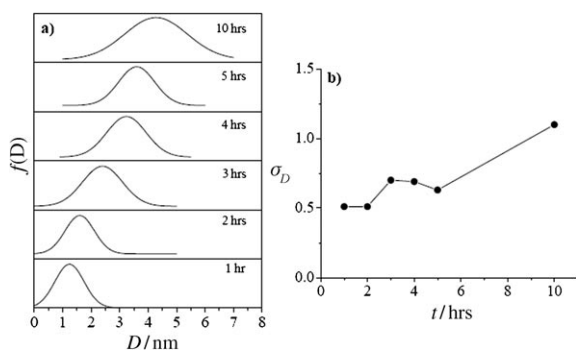 a)
10 hrs
5 hrs
4 hrs
3 hrs
2 hrs
1 hr
f(D)
0 1 2 3 4 5 6 7 8
D / nm
b)
1.5
1.0
0.5
0.0
σD
0 2 4 6 8 10
t / hrs